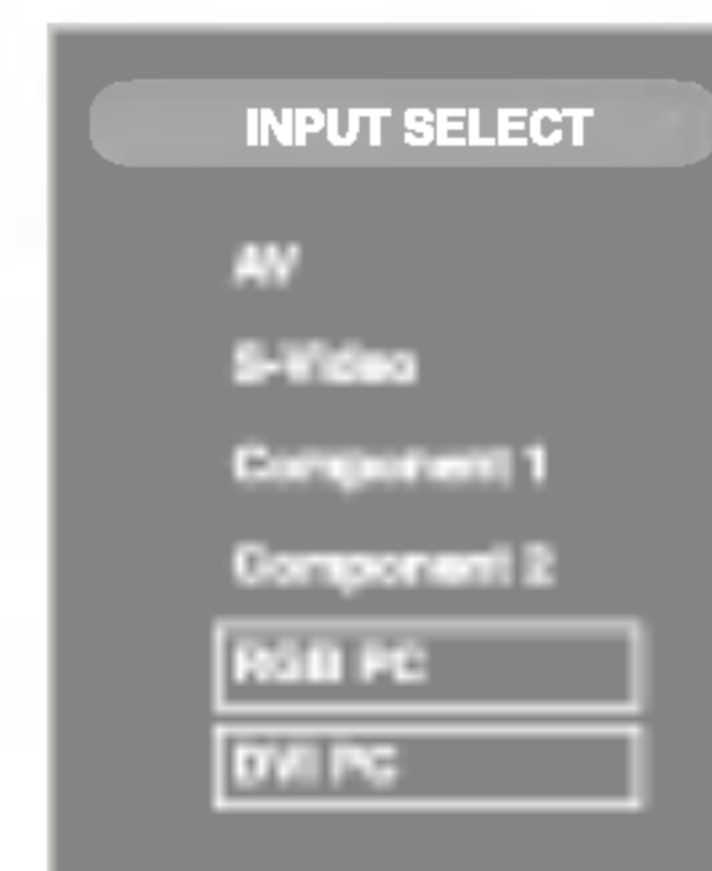 INPUT SELECT
AV
S-Video
Component 1
Component 2
RGB PC
DVI PC